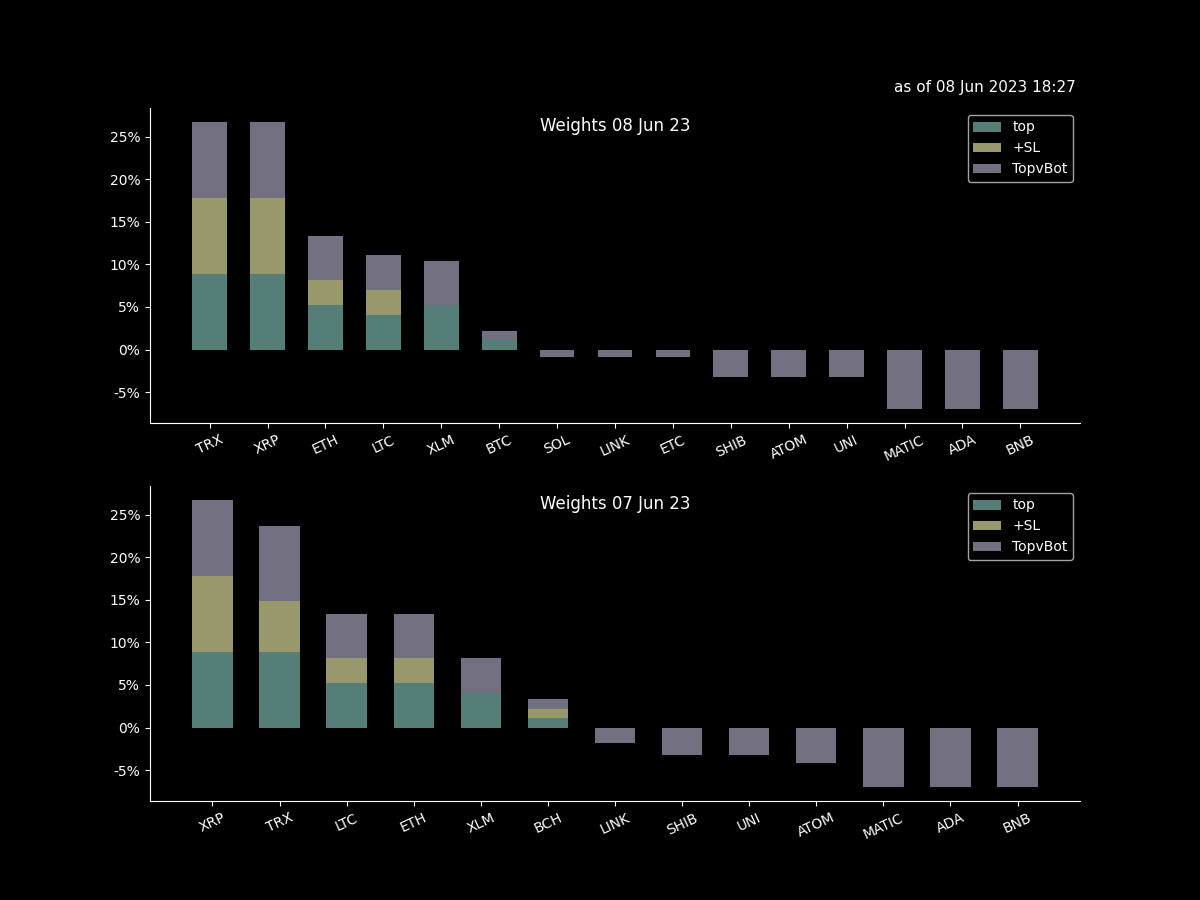 as of 08 Jun 2023 18:27
Weights 08 Jun 23
top
+SL
TopvBot
25%
20%
15%
10%
5%
0%
-5%
TRX XRP ETH LTC XLM BTC SOL LINK ETC SHIB ATOM UNI MATIC ADA BNB
Weights 07 Jun 23
top
+SL
TopvBot
25%
20%
15%
10%
5%
0%
-5%
XRP TRX LTC ETH XLM BCH LINK SHIB UNI ATOM MATIC ADA BNB